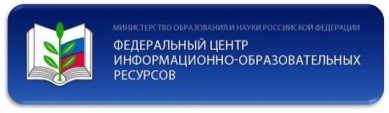 МИНИСТЕРСТВО ОБРАЗОВАНИЯ И НАУКИ РОССИЙСКОЙ ФЕДЕРАЦИИ
ФЕДЕРАЛЬНЫЙ ЦЕНТР
ИНФОРМАЦИОННО-ОБРАЗОВАТЕЛЬНЫХ
РЕСУРСОВ